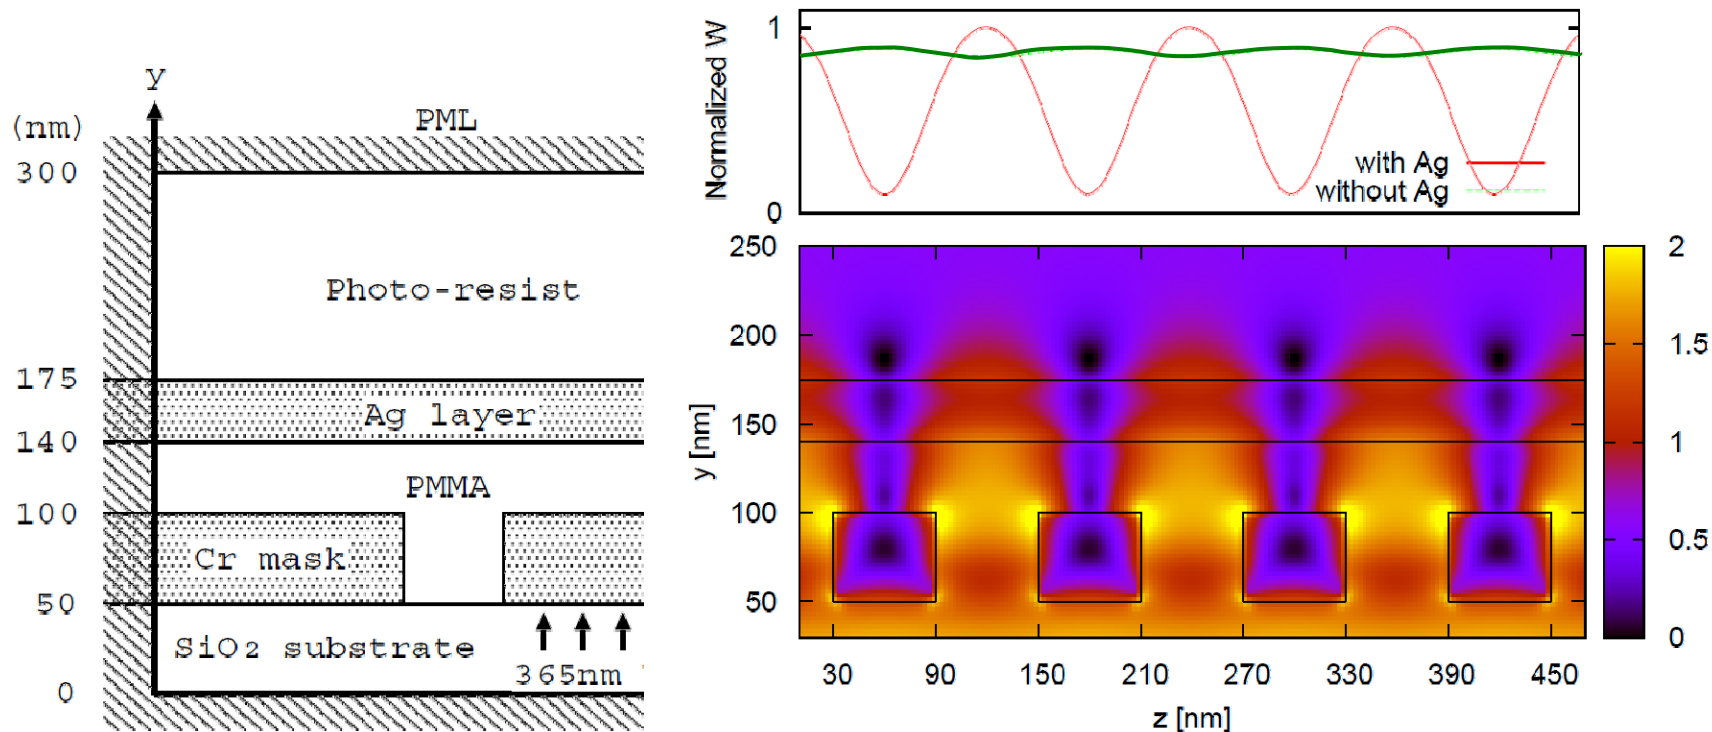 y
(nm)
PML
300
Photo-resist
175
Ag layer
140
PMMA
100
Cr mask
50
SiO2 substrate
365nm
0
Normalized W
1
0
with Ag
without Ag
y [nm]
250
200
150
100
50
30 90 150 210 270 330 390 450
z [nm]
2
1.5
1
0.5
0